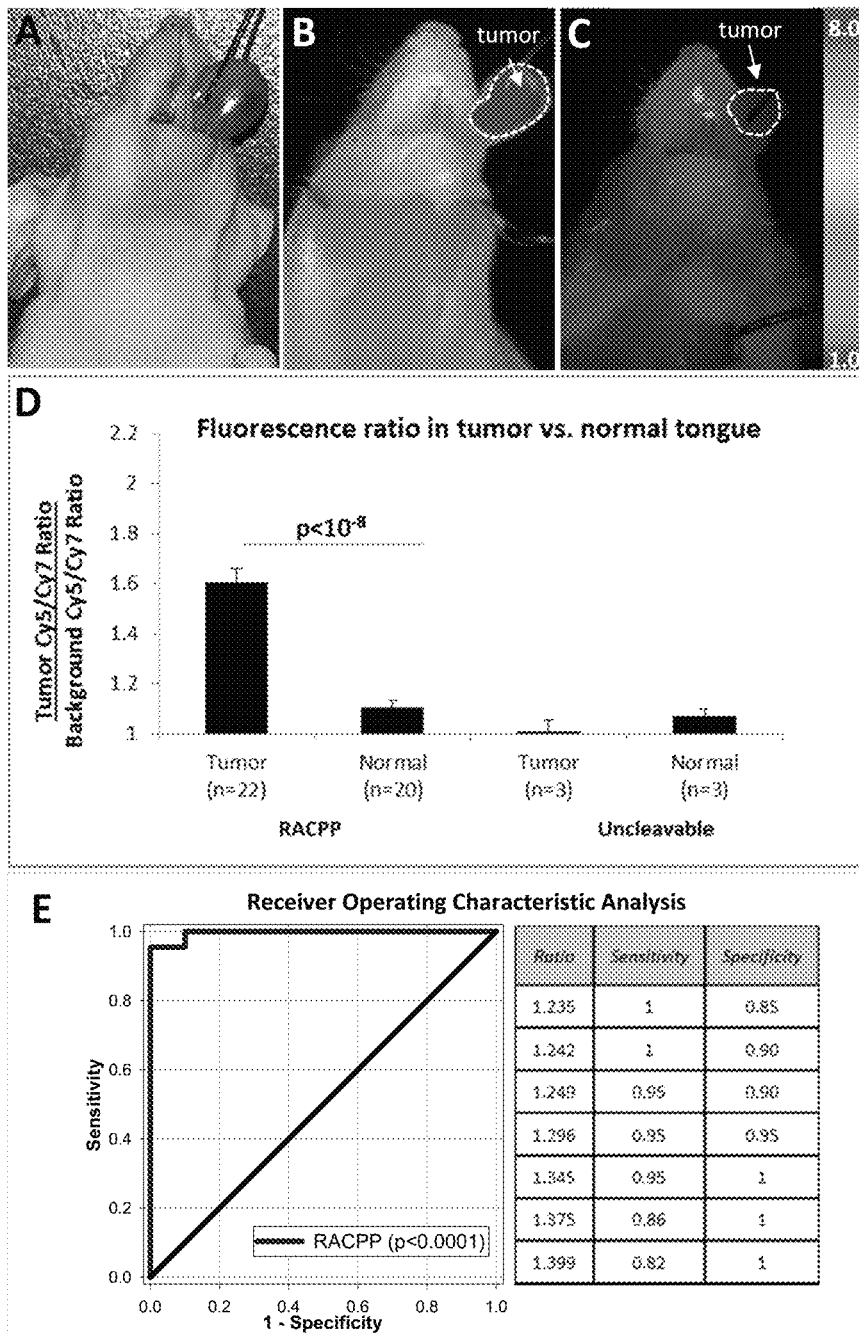 A
B
tumor
C
tumor
8.0
1.0
D
Fluorescence ratio in tumor vs. normal tongue
Tumor Cy5/Cy7 Ratio
Background Cy5/Cy7 Ratio
2.2
2
1.8
1.6
1.4
1.2
1
p<10⁻⁸
Tumor
(n=22)
Normal
(n=20)
Tumor
(n=3)
Normal
(n=3)
RACPP
Uncleavable
E
Receiver Operating Characteristic Analysis
Sensitivity
1.0
0.8
0.6
0.4
0.2
0.0
RACPP (p<0.0001)
0.0 0.2 0.4 0.6 0.8 1.0
1 - Specificity
Ratio Sensitivity Specificity
1.235 1 0.85
1.242 1 0.90
1.249 0.95 0.90
1.296 0.95 0.95
1.345 0.95 1
1.375 0.86 1
1.399 0.82 1